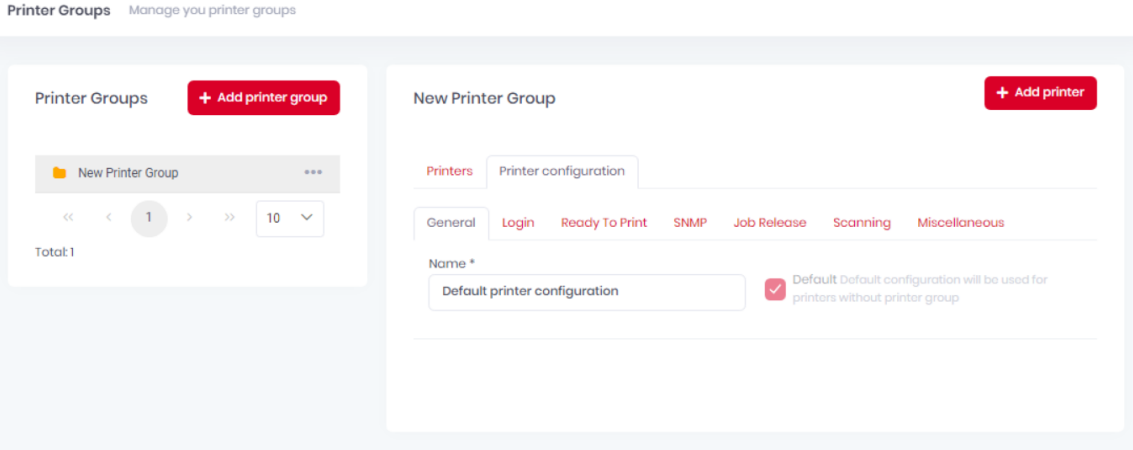 Printer Groups Manage you printer groups
Printer Groups
+ Add printer group
New Printer Group
<< < 1 > >> 10
Total: 1
New Printer Group
+ Add printer
Printers Printer configuration
General Login Ready To Print SNMP Job Release Scanning Miscellaneous
Name *
Default printer configuration
Default Default configuration will be used for
printers without printer group